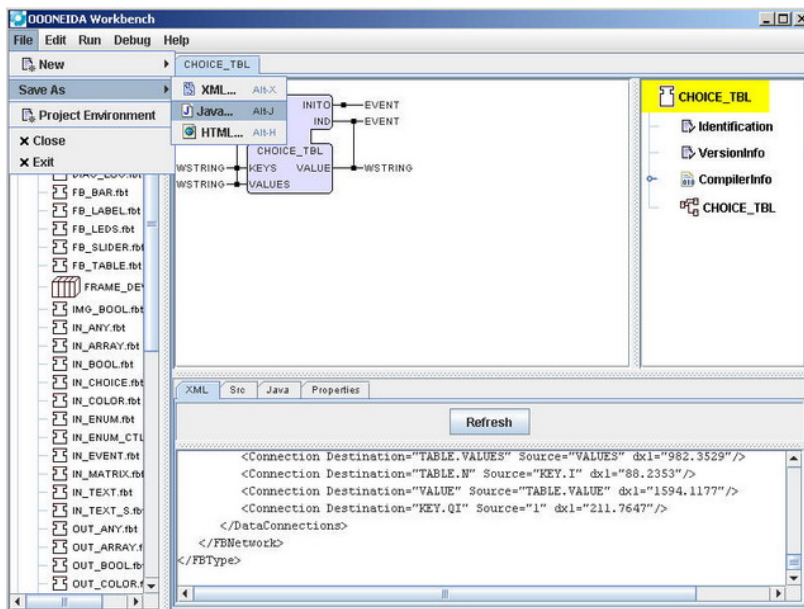 OOONEIDA Workbench
File Edit Run Debug Help
New
Save As
Project Environment
Close
Exit
XML... Alt-X
Java... Alt-J
HTML... Alt-H
CHOICE_TBL
INITO EVENT
IND EVENT
CHOICE_TBL
WSTRING KEYS VALUE WSTRING
WSTRING VALUES
CHOICE_TBL
Identification
VersionInfo
CompilerInfo
CHOICE_TBL
FB_BAR.fbt
FB_LABEL.fbt
FB_LEDS.fbt
FB_SLIDER.fbt
FB_TABLE.fbt
FRAME_DEV
IMG_BOOL.fbt
IN_ANY.fbt
IN_ARRAY.fbt
IN_BOOL.fbt
IN_CHOICE.fbt
IN_COLOR.fbt
IN_ENUM.fbt
IN_ENUM_CTL
IN_EVENT.fbt
IN_MATRIX.fbt
IN_TEXT.fbt
IN_TEXT_S.fb
OUT_ANY.fbt
OUT_ARRAY.f
OUT_BOOL.fbt
OUT_COLOR.f
XML Src Java Properties
Refresh
<Connection Destination="TABLE.VALUES" Source="VALUES" dx1="982.3529"/>
<Connection Destination="TABLE.N" Source="KEY.I" dx1="88.2353"/>
<Connection Destination="VALUE" Source="TABLE.VALUE" dx1="1594.1177"/>
<Connection Destination="KEY.QI" Source="1" dx1="211.7647"/>
</DataConnections>
</FBNetwork>
</FBType>